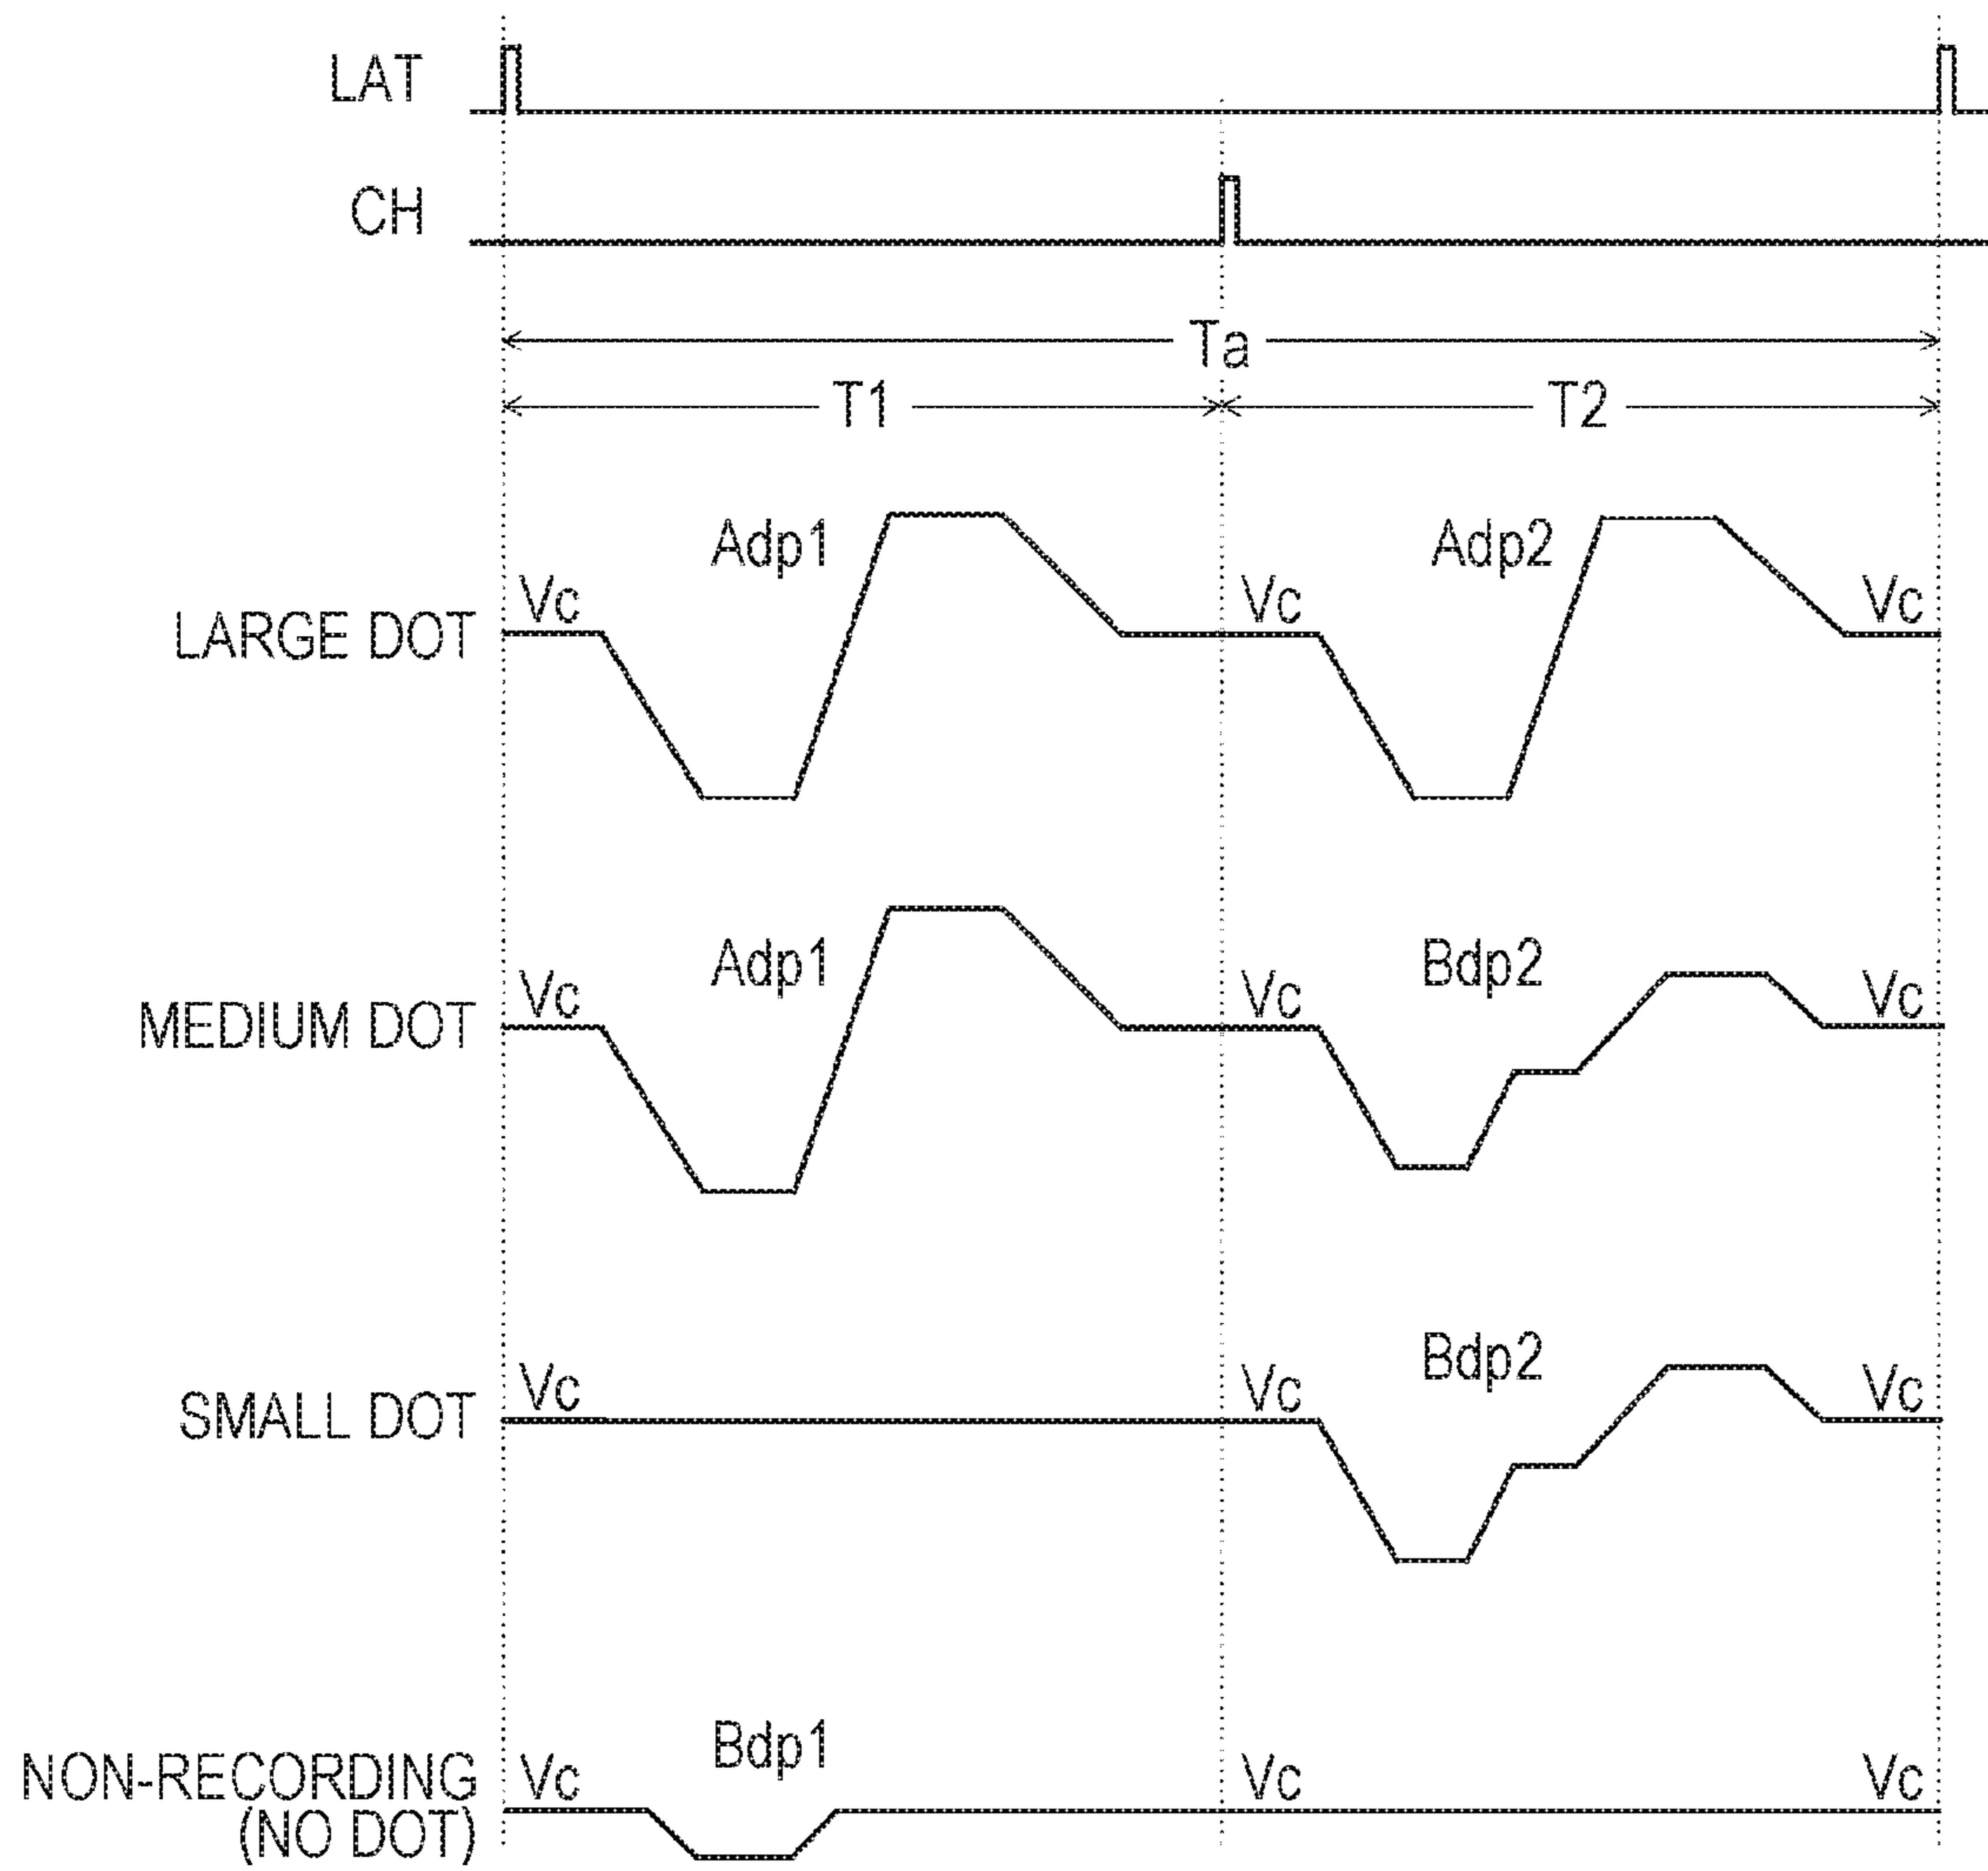 LAT
CH
Ta
T1 T2
Adp1 Adp2
Vc Vc Vc
LARGE DOT
Adp1 Bdp2
Vc Vc Vc
MEDIUM DOT
Bdp2
Vc Vc Vc
SMALL DOT
Bdp1
NON-RECORDING Vc Vc Vc
(NO DOT)